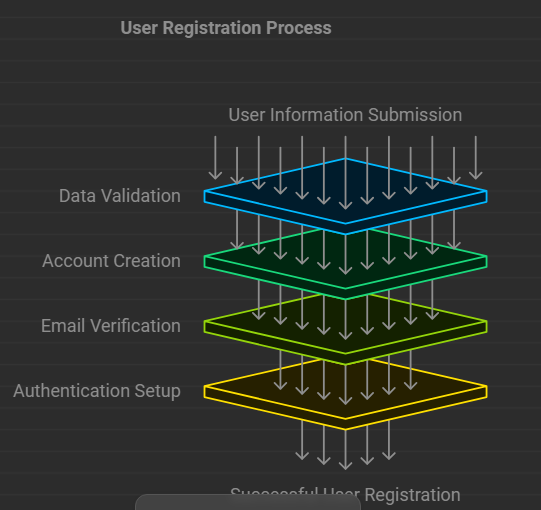 User Registration Process
User Information Submission
Data Validation
Account Creation
Email Verification
Authentication Setup
Successful User Registration